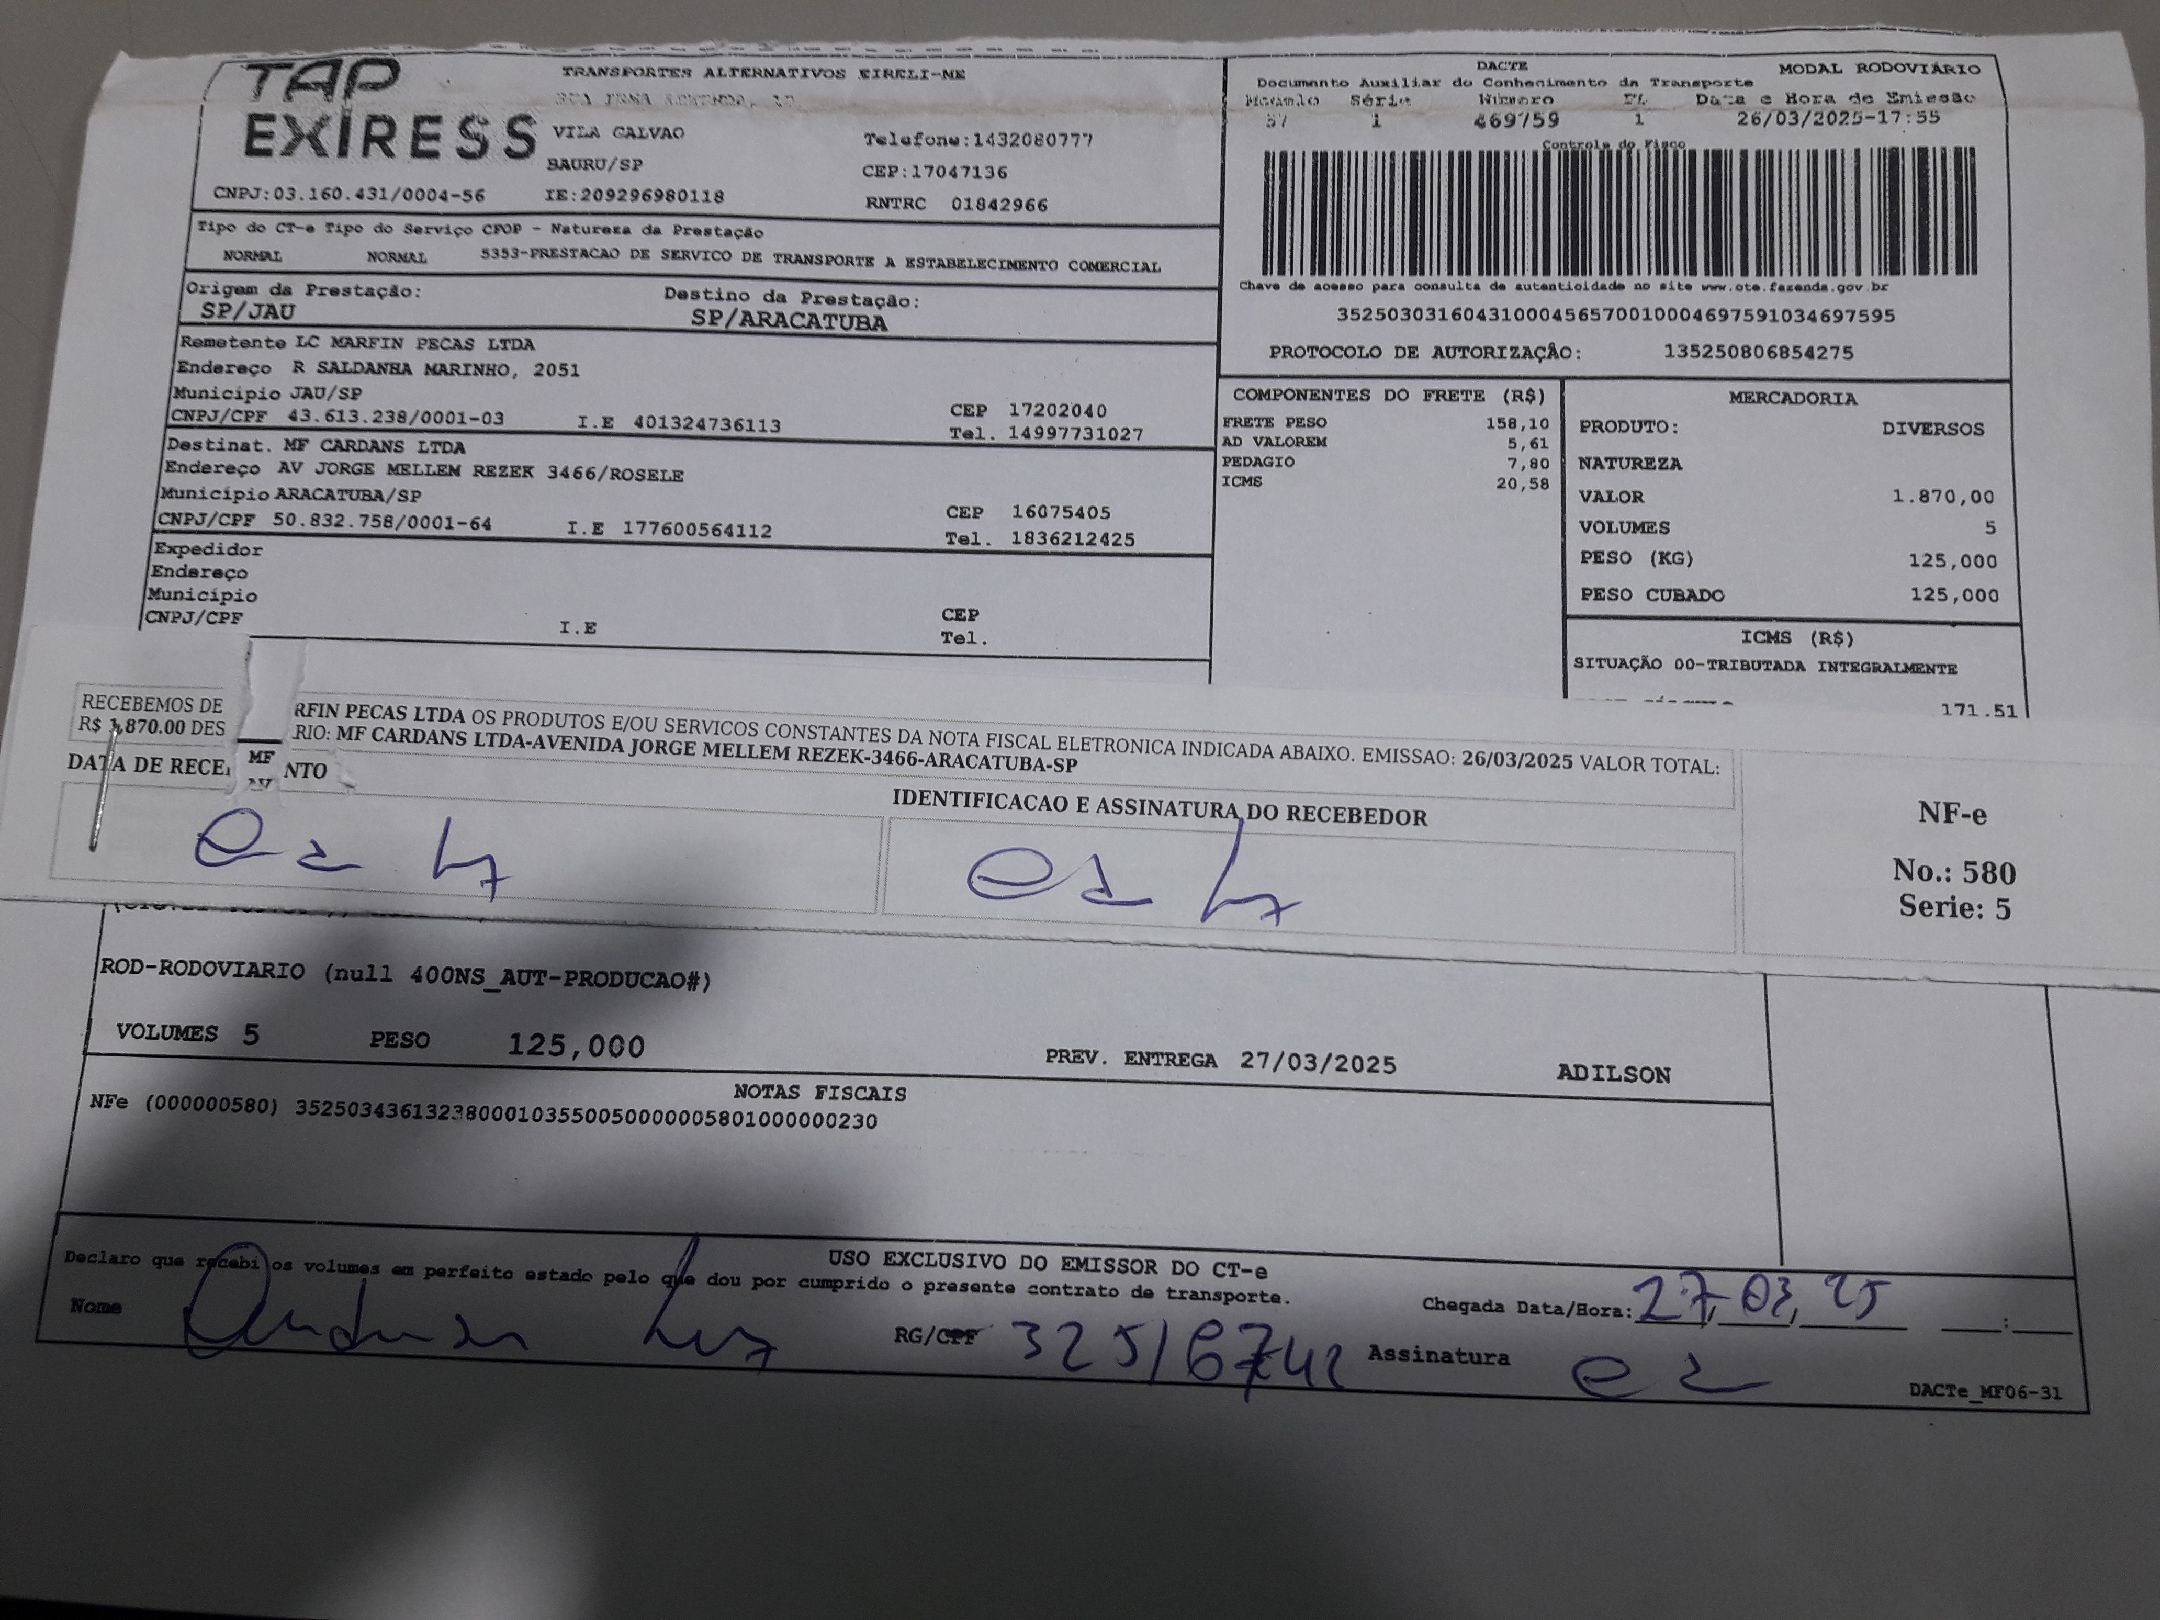 TAP
EXPRESS
TRANSPORTES ALTERNATIVOS EIRELI-ME
VILA GALVAO
BAURU/SP
Telefone:1432080777
CEP:17047136
CNPJ:03.160.431/0004-56 IE:209296980118 RNTRC 01842966
DACTE MODAL RODOVIÁRIO
Documento Auxiliar do Conhecimento da Transporte
Modelo Série Número FL Data e Hora de Emissão
57 1 469759 1 26/03/2025-17:55
Controle do Fisco
Chave de acesso para consulta de autenticidade no site www.cte.fazenda.gov.br
35250303160431000456570010004697591034697595
PROTOCOLO DE AUTORIZAÇÃO: 135250806854275
Tipo do CT-e Tipo do Serviço CFOP - Natureza da Prestação
NORMAL NORMAL 5353-PRESTACAO DE SERVICO DE TRANSPORTE A ESTABELECIMENTO COMERCIAL
Origem da Prestação: Destino da Prestação:
SP/JAU SP/ARACATUBA
Remetente LC MARFIN PECAS LTDA
Endereço R SALDANHA MARINHO, 2051
Município JAU/SP CEP 17202040
CNPJ/CPF 43.613.238/0001-03 I.E 401324736113 Tel. 14997731027
Destinat. MF CARDANS LTDA
Endereço AV JORGE MELLEM REZEK 3466/ROSELE
Município ARACATUBA/SP CEP 16075405
CNPJ/CPF 50.832.758/0001-64 I.E 177600564112 Tel. 1836212425
Expedidor
Endereço
Município CEP
CNPJ/CPF I.E Tel.
COMPONENTES DO FRETE (R$)
FRETE PESO 158,10
AD VALOREM 5,61
PEDAGIO 7,80
ICMS 20,58
MERCADORIA
PRODUTO: DIVERSOS
NATUREZA
VALOR 1.870,00
VOLUMES 5
PESO (KG) 125,000
PESO CUBADO 125,000
ICMS (R$)
SITUAÇÃO 00-TRIBUTADA INTEGRALMENTE
171.51
RECEBEMOS DE RFIN PECAS LTDA OS PRODUTOS E/OU SERVICOS CONSTANTES DA NOTA FISCAL ELETRONICA INDICADA ABAIXO. EMISSAO: 26/03/2025 VALOR TOTAL:
R$ 1.870.00 DES RIO: MF CARDANS LTDA-AVENIDA JORGE MELLEM REZEK-3466-ARACATUBA-SP
DATA DE RECE MF NTO
AV
IDENTIFICACAO E ASSINATURA DO RECEBEDOR
NF-e
No.: 580
Serie: 5
ROD-RODOVIARIO (null 400NS_AUT-PRODUCAO#)
VOLUMES 5 PESO 125,000 PREV. ENTREGA 27/03/2025 ADILSON
NOTAS FISCAIS
NFe (000000580) 35250343613238000103550050000005801000000230
USO EXCLUSIVO DO EMISSOR DO CT-e
Declaro que recebi os volumes em perfeito estado pelo que dou por cumprido o presente contrato de transporte.
Chegada Data/Hora: 27,03,25 :
Nome RG/CPF Assinatura
DACTe_MF06-31